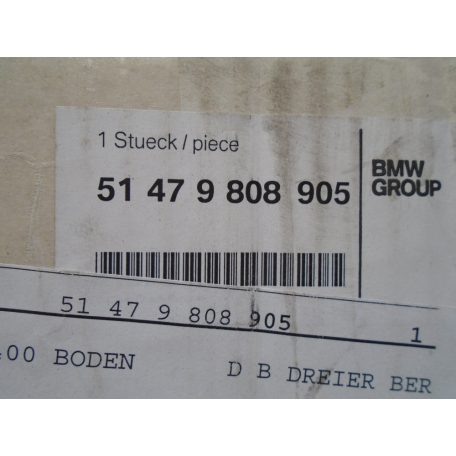 1 Stueck / piece
51 47 9 808 905
BMW
GROUP
51 47 9 808 905 1
00 BODEN D B DREIER BER